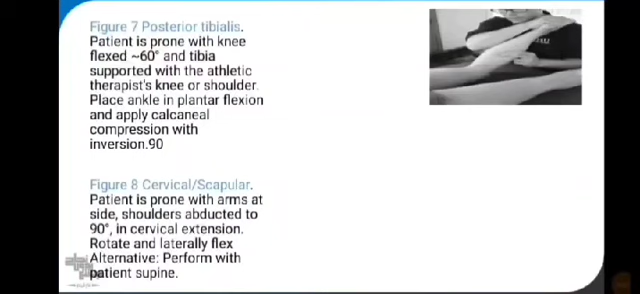 Figure 7 Posterior tibialis.
Patient is prone with knee
flexed ~60° and tibia
supported with the athletic
therapist's knee or shoulder.
Place ankle in plantar flexion
and apply calcaneal
compression with
inversion.90
Figure 8 Cervical/Scapular.
Patient is prone with arms at
side, shoulders abducted to
90°, in cervical extension.
Rotate and laterally flex
Alternative: Perform with
patient supine.